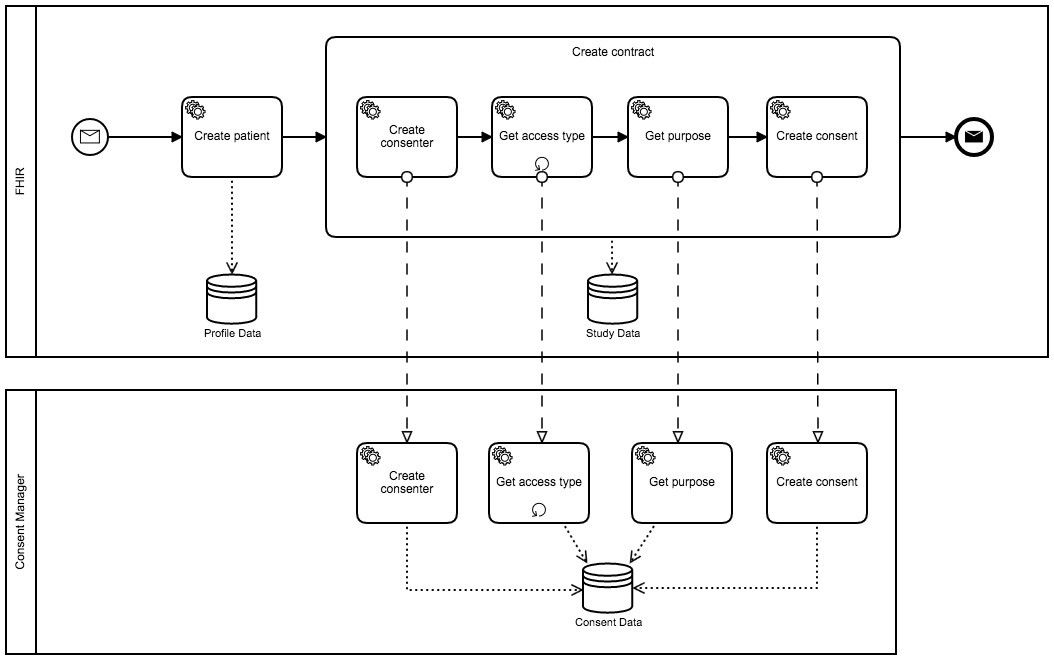 FHIR
Create contract
Create patient
Create
consenter
Get access type
Get purpose
Create consent
Profile Data
Study Data
Consent Manager
Create
consenter
Get access type
Get purpose
Create consent
Consent Data